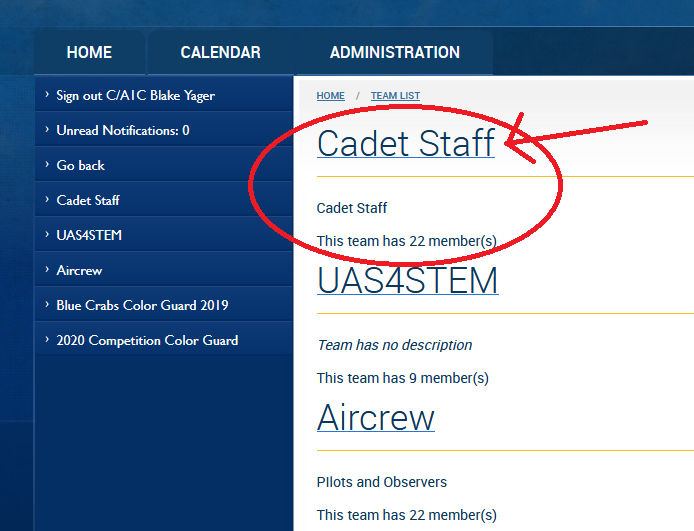 HOME CALENDAR ADMINISTRATION
› Sign out C/A1C Blake Yager
› Unread Notifications: 0
› Go back
› Cadet Staff
› UAS4STEM
› Aircrew
› Blue Crabs Color Guard 2019
› 2020 Competition Color Guard
HOME / TEAM LIST
Cadet Staff
Cadet Staff
This team has 22 member(s)
UAS4STEM
Team has no description
This team has 9 member(s)
Aircrew
PIlots and Observers
This team has 22 member(s)